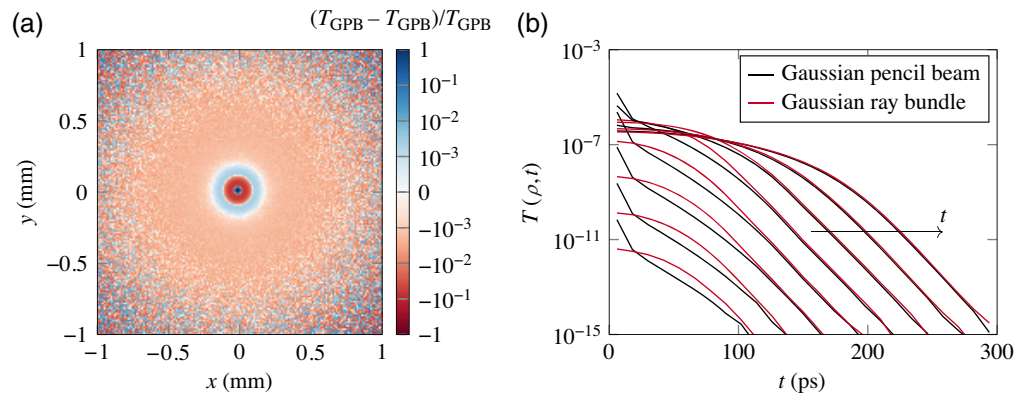 (a)
(T_GPB – T_GPB)/T_GPB
1
0.5
0
−0.5
−1
y (mm)
−1
−0.5
0
0.5
1
x (mm)
1
10^−1
10^−2
10^−3
0
−10^−3
−10^−2
−10^−1
−1
(b)
10^−3
10^−7
10^−11
10^−15
T (ρ,t)
Gaussian pencil beam
Gaussian ray bundle
t
0
100
200
300
t (ps)